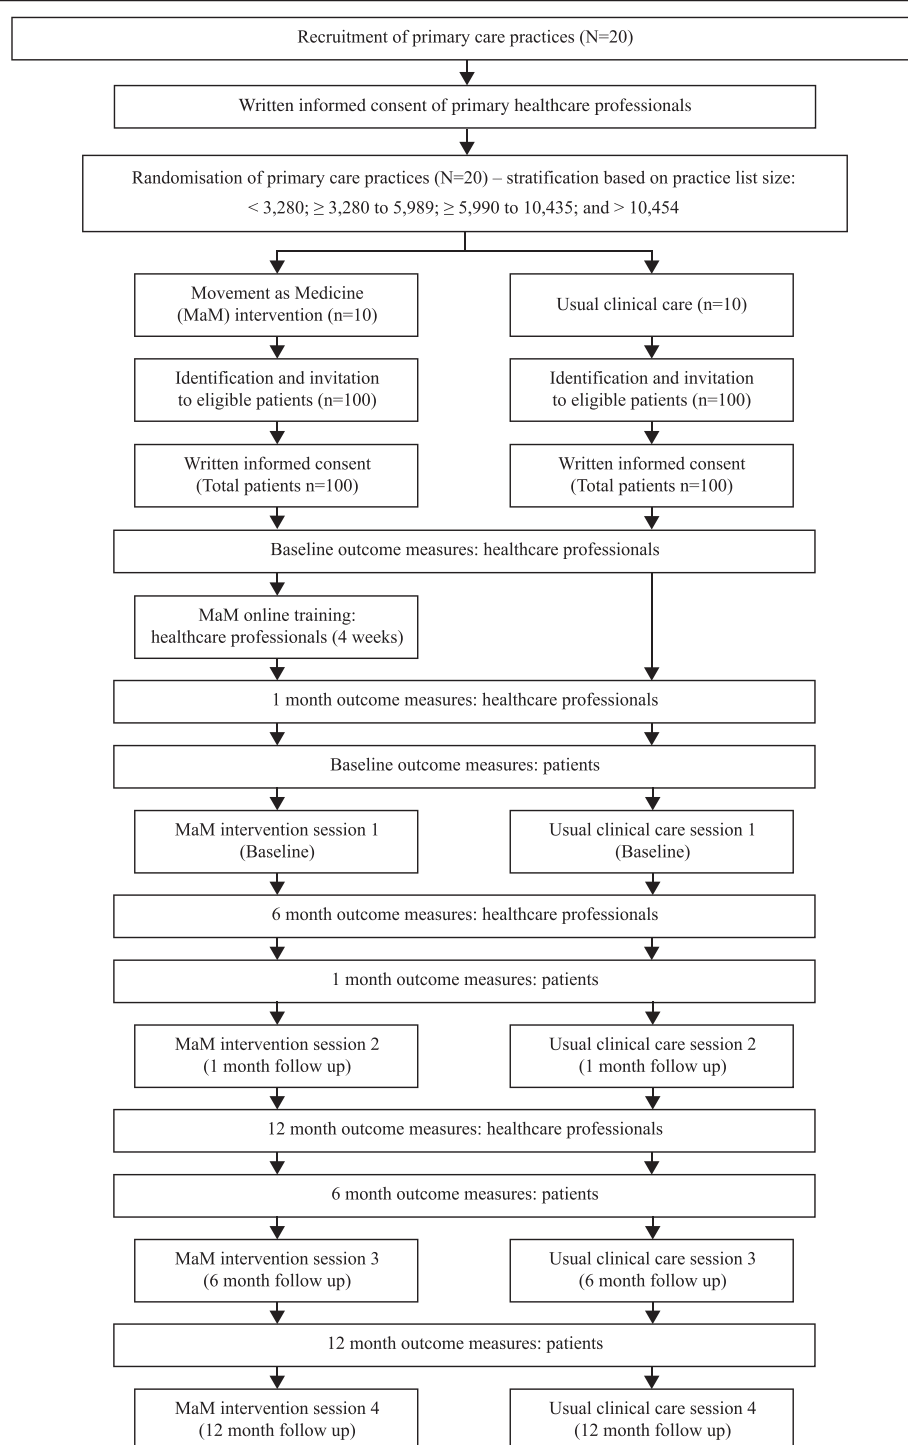 Recruitment of primary care practices (N=20)
Written informed consent of primary healthcare professionals
Randomisation of primary care practices (N=20) – stratification based on practice list size:
< 3,280; ≥ 3,280 to 5,989; ≥ 5,990 to 10,435; and > 10,454
Movement as Medicine
(MaM) intervention (n=10)
Usual clinical care (n=10)
Identification and invitation
to eligible patients (n=100)
Identification and invitation
to eligible patients (n=100)
Written informed consent
(Total patients n=100)
Written informed consent
(Total patients n=100)
Baseline outcome measures: healthcare professionals
MaM online training:
healthcare professionals (4 weeks)
1 month outcome measures: healthcare professionals
Baseline outcome measures: patients
MaM intervention session 1
(Baseline)
Usual clinical care session 1
(Baseline)
6 month outcome measures: healthcare professionals
1 month outcome measures: patients
MaM intervention session 2
(1 month follow up)
Usual clinical care session 2
(1 month follow up)
12 month outcome measures: healthcare professionals
6 month outcome measures: patients
MaM intervention session 3
(6 month follow up)
Usual clinical care session 3
(6 month follow up)
12 month outcome measures: patients
MaM intervention session 4
(12 month follow up)
Usual clinical care session 4
(12 month follow up)